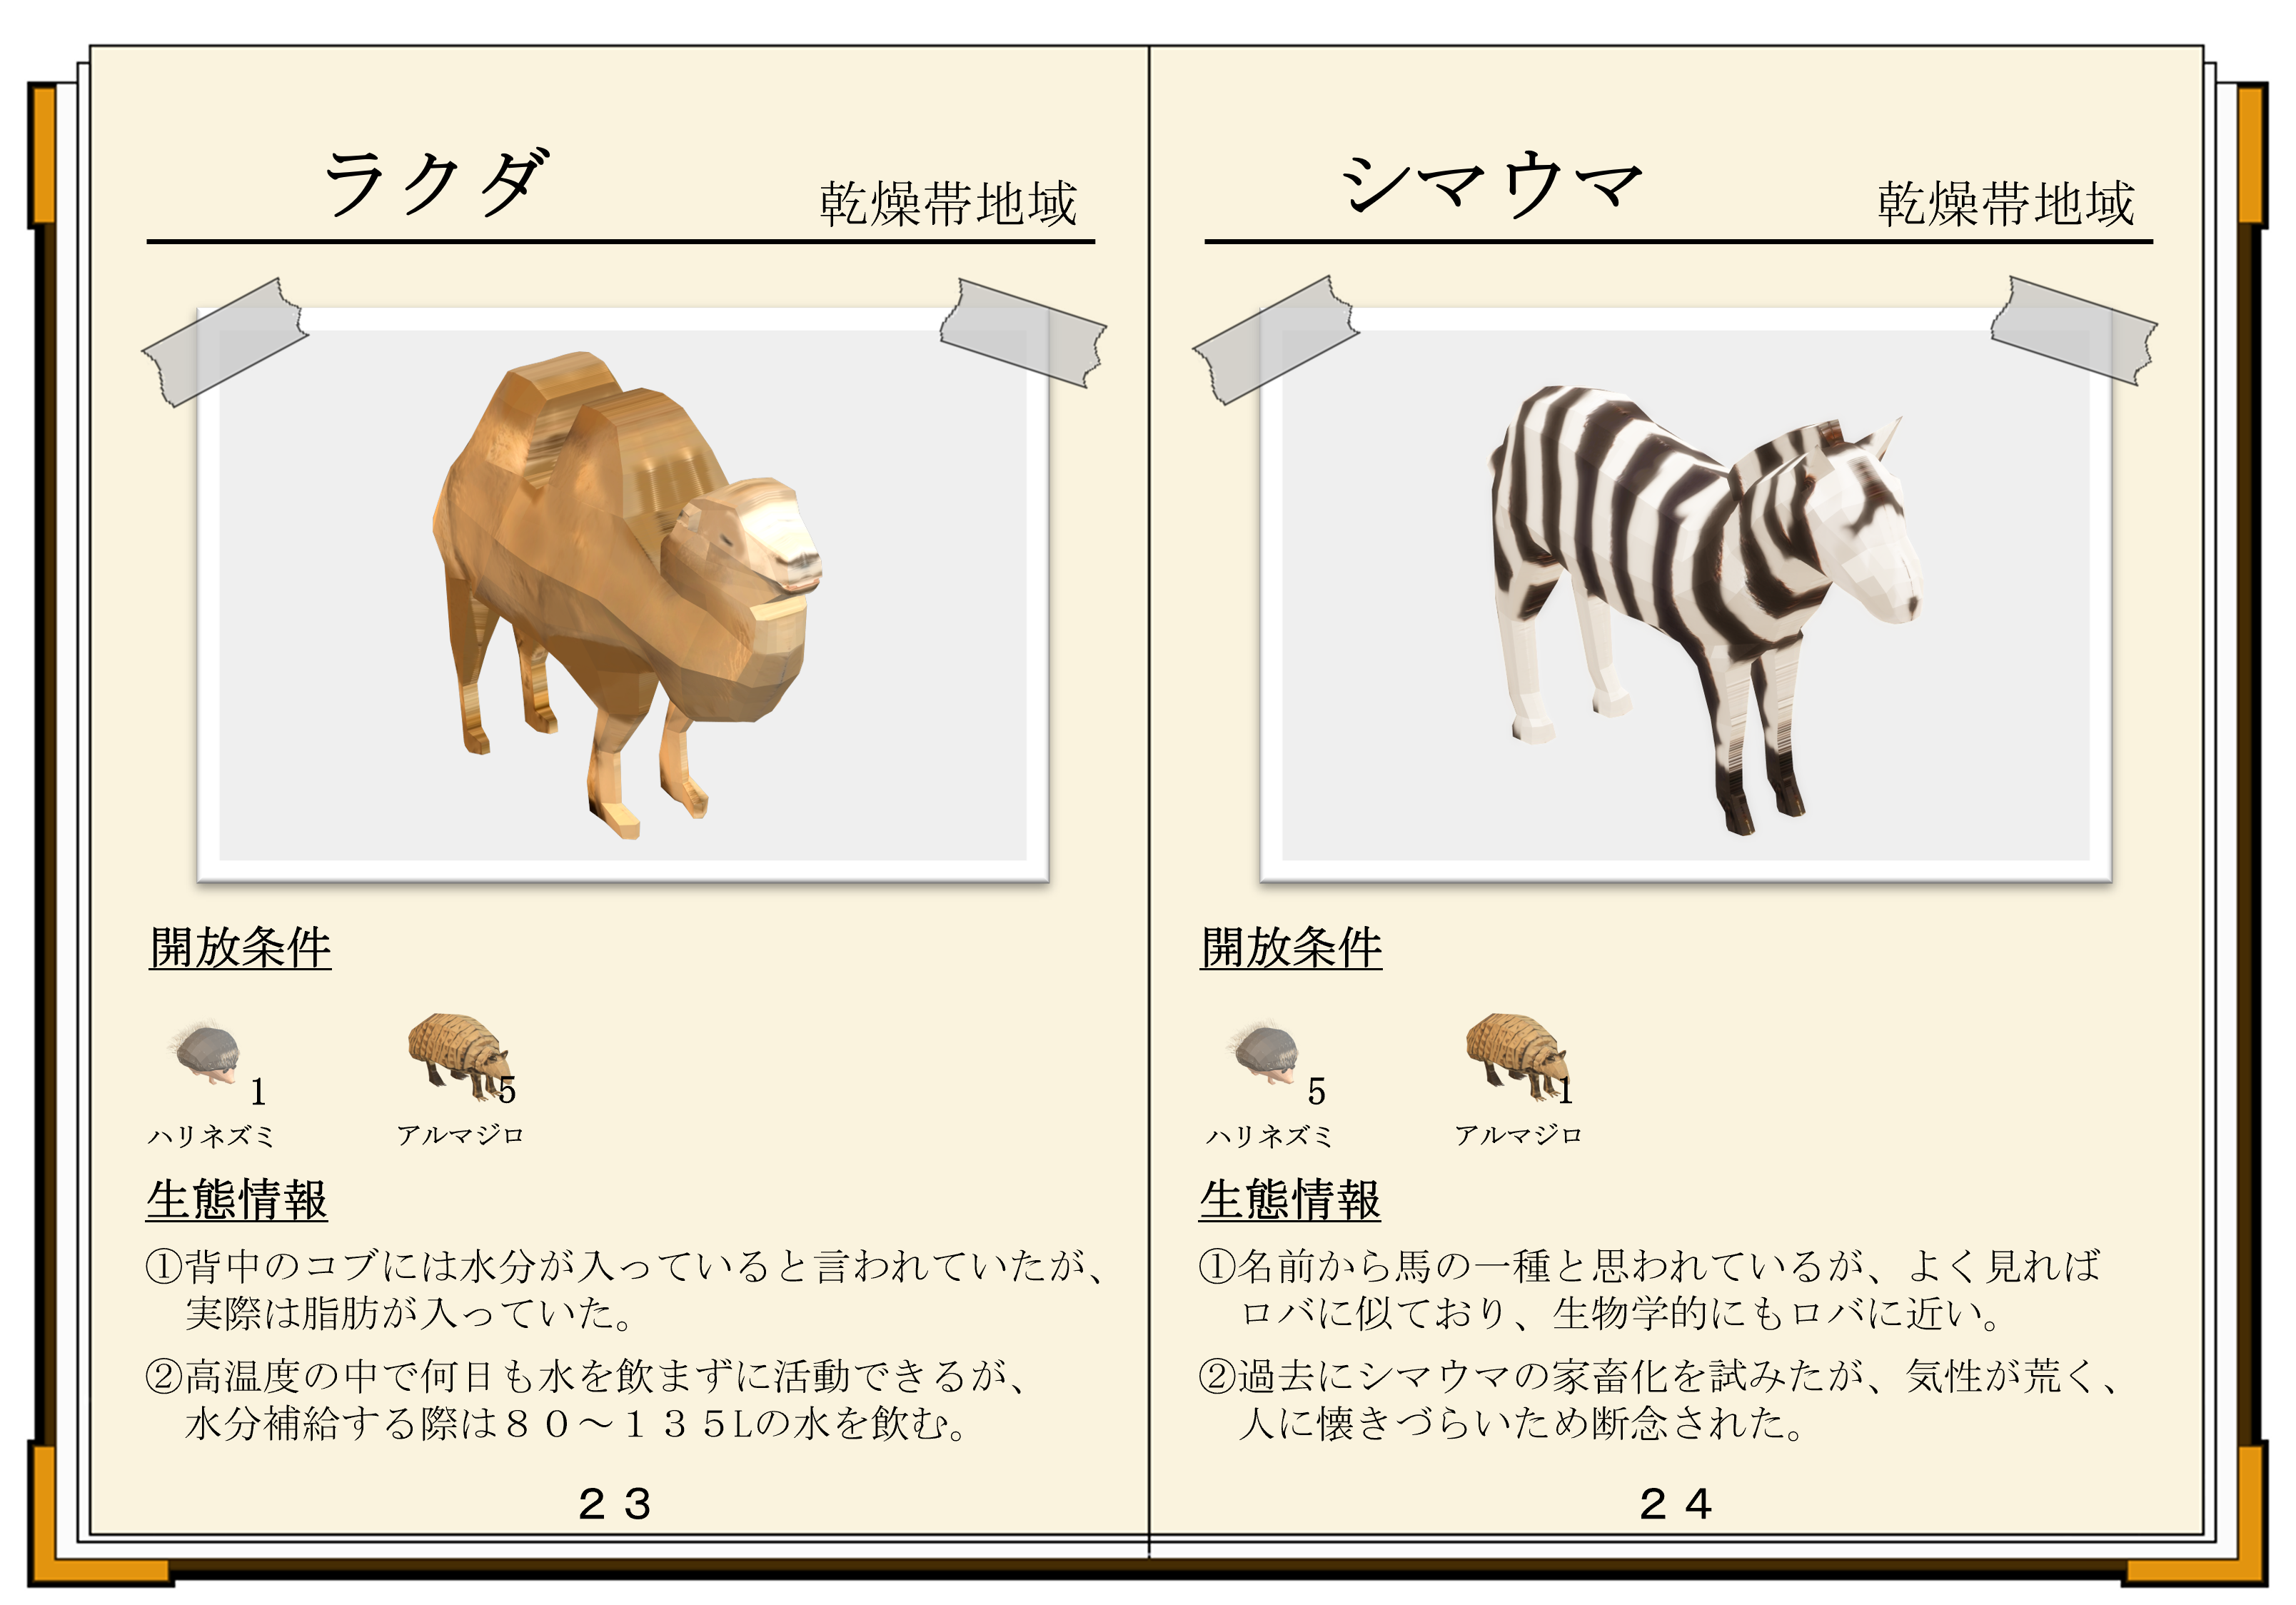 ラクダ
乾燥帯地域
開放条件
1
5
ハリネズミ
アルマジロ
生態情報
①背中のコブには水分が入っていると言われていたが、
実際は脂肪が入っていた。
②高温度の中で何日も水を飲まずに活動できるが、
水分補給する際は８０～１３５Lの水を飲む。
２３
シマウマ
乾燥帯地域
開放条件
5
1
ハリネズミ
アルマジロ
生態情報
①名前から馬の一種と思われているが、よく見れば
ロバに似ており、生物学的にもロバに近い。
②過去にシマウマの家畜化を試みたが、気性が荒く、
人に懐きづらいため断念された。
２４